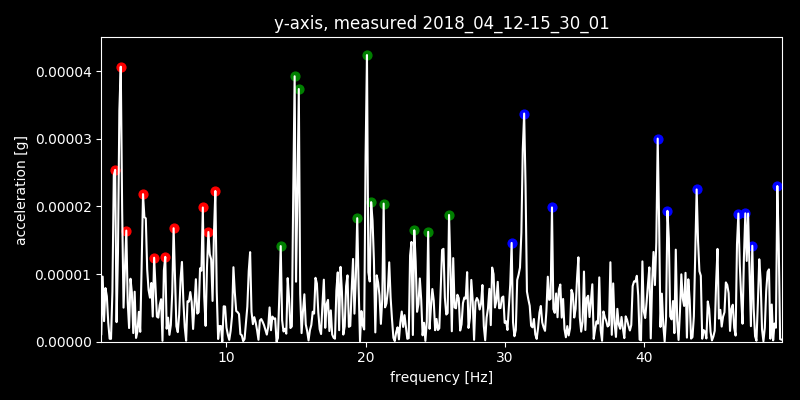 y-axis, measured 2018_04_12-15_30_01
acceleration [g]
0.00004
0.00003
0.00002
0.00001
0.00000
10 20 30 40
frequency [Hz]